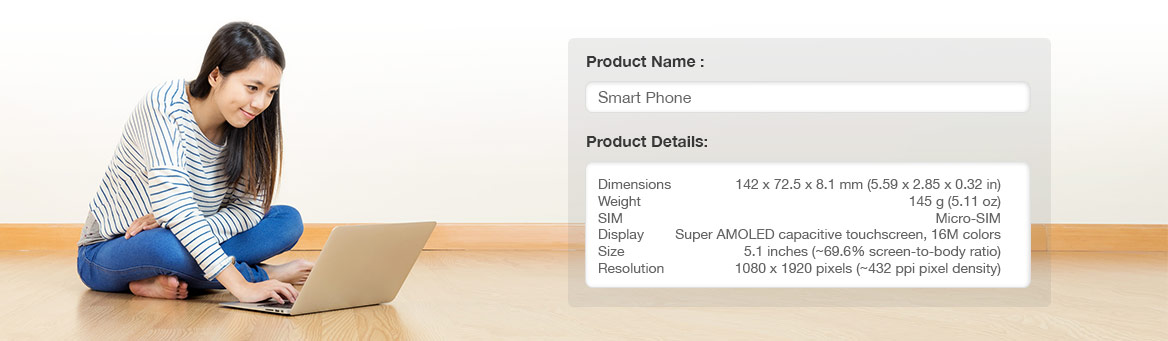 Product Name :
Smart Phone
Product Details:
Dimensions 142 x 72.5 x 8.1 mm (5.59 x 2.85 x 0.32 in)
Weight 145 g (5.11 oz)
SIM Micro-SIM
Display Super AMOLED capacitive touchscreen, 16M colors
Size 5.1 inches (~69.6% screen-to-body ratio)
Resolution 1080 x 1920 pixels (~432 ppi pixel density)